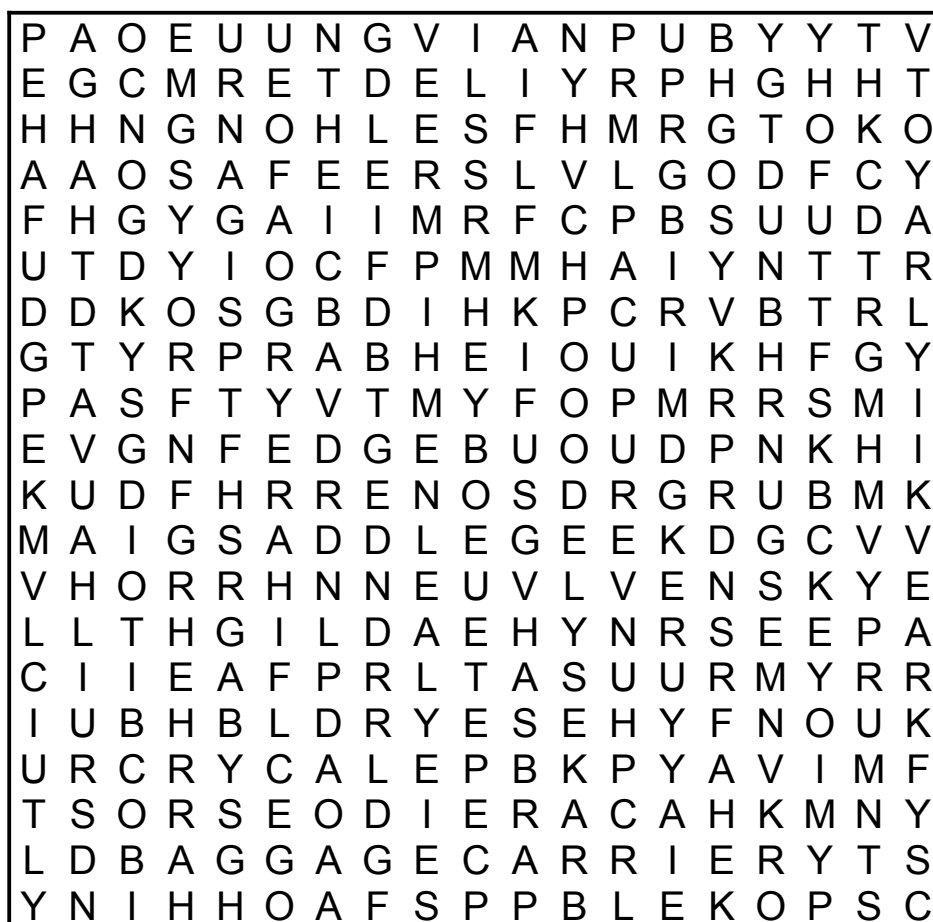 P A O E U U N G V I A N P U B Y Y T V
E G C M R E T D E L I Y R P H G H H T
H H N G N O H L E S F H M R G T O K O
A A O S A F E E R S L V L G O D F C Y
F H G Y G A I I M R F C P B S U U D A
U T D Y I O C F P M M H A I Y N T T R
D D K O S G B D I H K P C R V B T R L
G T Y R P R A B H E I O U I K H F G Y
P A S F T Y V T M Y F O P M R R S M I
E V G N F E D G E B U O U D P N K H I
K U D F H R R E N O S D R G R U B M K
M A I G S A D D L E G E E K D G C V V
V H O R R H N N E U V L V E N S K Y E
L L T H G I L D A E H Y N R S E E P A
C I I E A F P R L T A S U U R M Y R R
I U B H B L D R Y E S E H Y F N O U K
U R C R Y C A L E P B K P Y A V I M F
T S O R S E O D I E R A C A H K M N Y
L D B A G G A G E C A R R I E R Y T S
Y N I H H O A F S P P B L E K O P S C